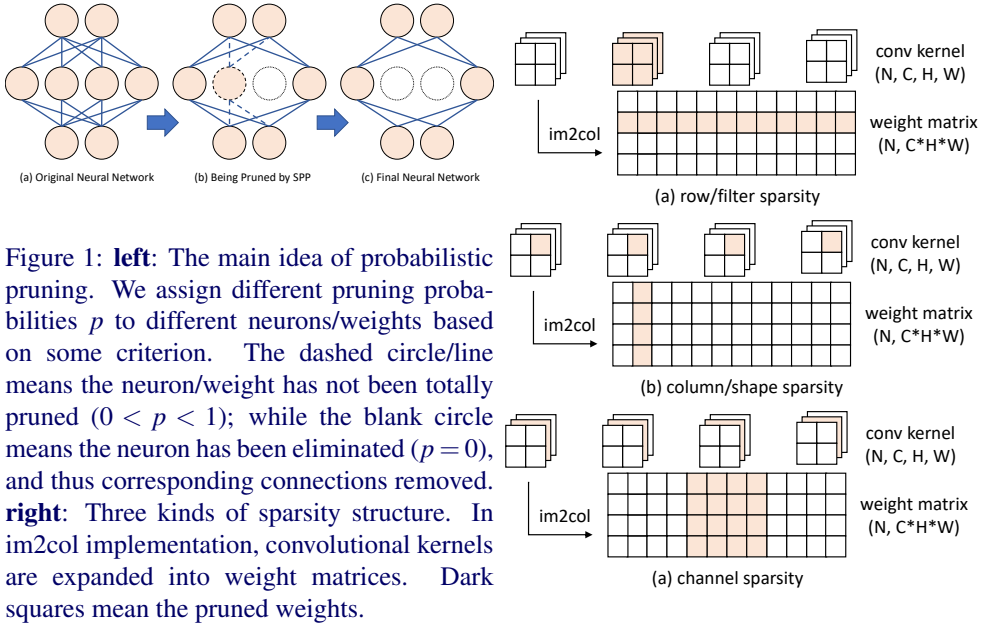 (a) Original Neural Network
(b) Being Pruned by SPP
(c) Final Neural Network
Figure 1: left: The main idea of probabilistic
pruning. We assign different pruning proba-
bilities p to different neurons/weights based
on some criterion. The dashed circle/line
means the neuron/weight has not been totally
pruned (0 < p < 1); while the blank circle
means the neuron has been eliminated (p = 0),
and thus corresponding connections removed.
right: Three kinds of sparsity structure. In
im2col implementation, convolutional kernels
are expanded into weight matrices. Dark
squares mean the pruned weights.
conv kernel
(N, C, H, W)
im2col
weight matrix
(N, C*H*W)
(a) row/filter sparsity
conv kernel
(N, C, H, W)
im2col
weight matrix
(N, C*H*W)
(b) column/shape sparsity
conv kernel
(N, C, H, W)
im2col
weight matrix
(N, C*H*W)
(a) channel sparsity